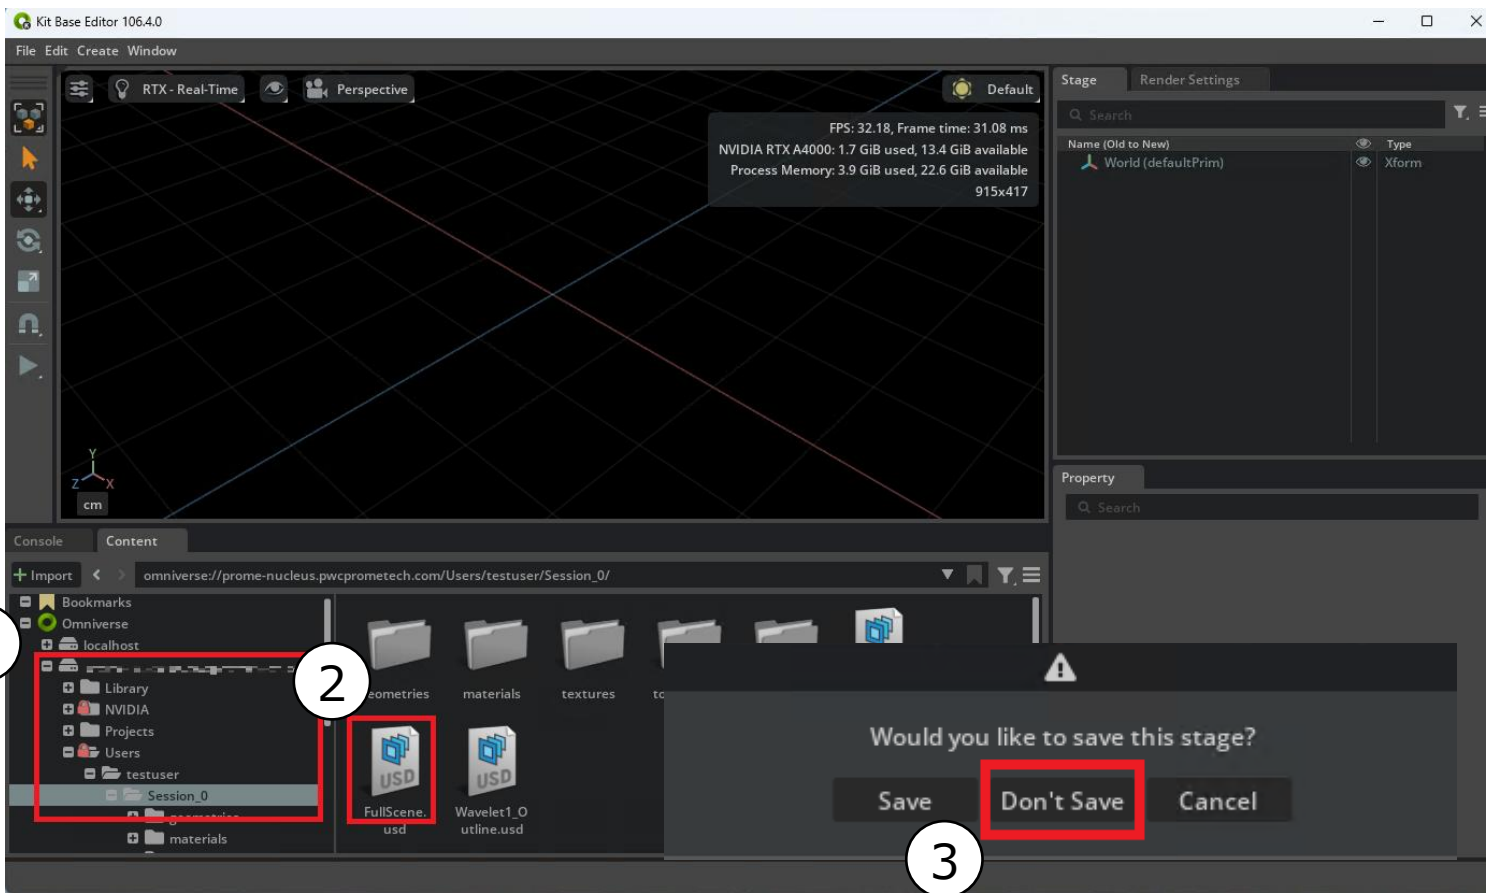 Kit Base Editor 106.4.0
File Edit Create Window
RTX - Real-Time
Perspective
Default
FPS: 32.18, Frame time: 31.08 ms
NVIDIA RTX A4000: 1.7 GiB used, 13.4 GiB available
Process Memory: 3.9 GiB used, 22.6 GiB available
915x417
Y
Z X
cm
Stage Render Settings
Search
Name (Old to New) Type
World (defaultPrim) Xform
Property
Search
Console Content
+ Import < > omniverse://prome-nucleus.pwcprometech.com/Users/testuser/Session_0/
Bookmarks
Omniverse
localhost
Library
NVIDIA
Projects
Users
testuser
Session_0
geometries
materials
2
eometries materials textures
USD
FullScene.
usd
USD
Wavelet1_O
utline.usd
Would you like to save this stage?
Save Don't Save Cancel
3